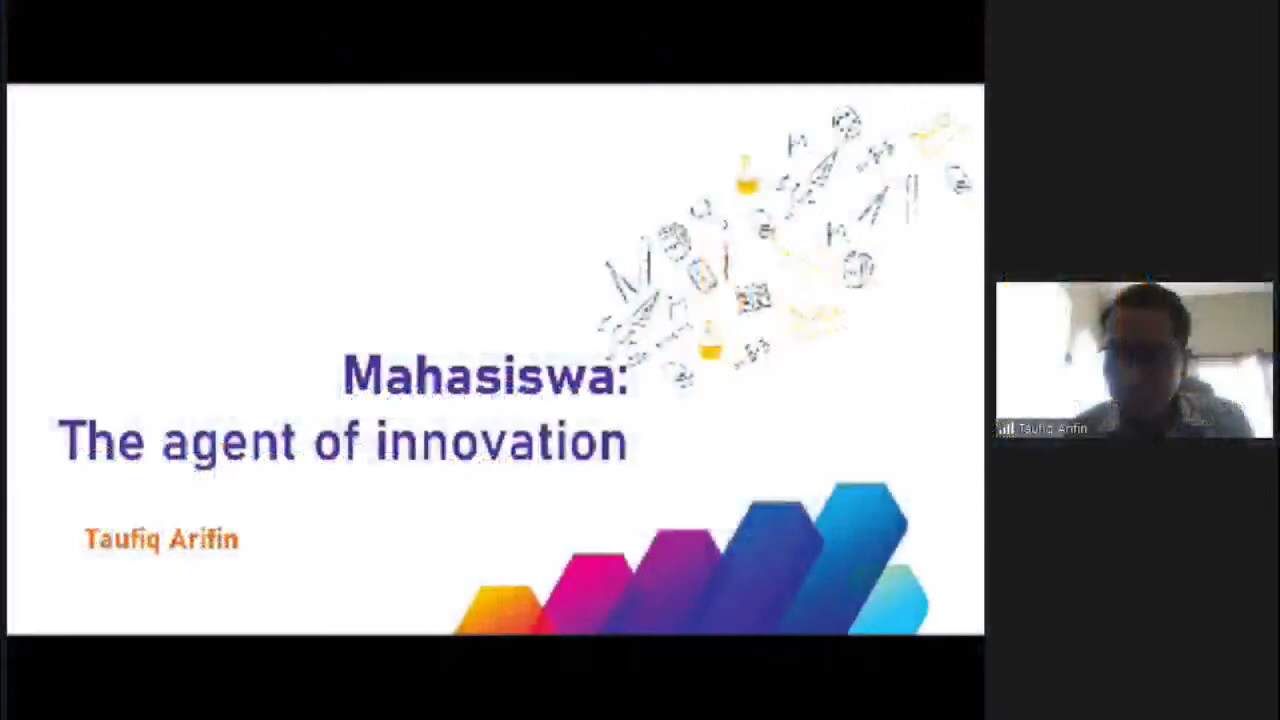 Mahasiswa:
The agent of innovation
Taufiq Arifin
Taufiq Arifin